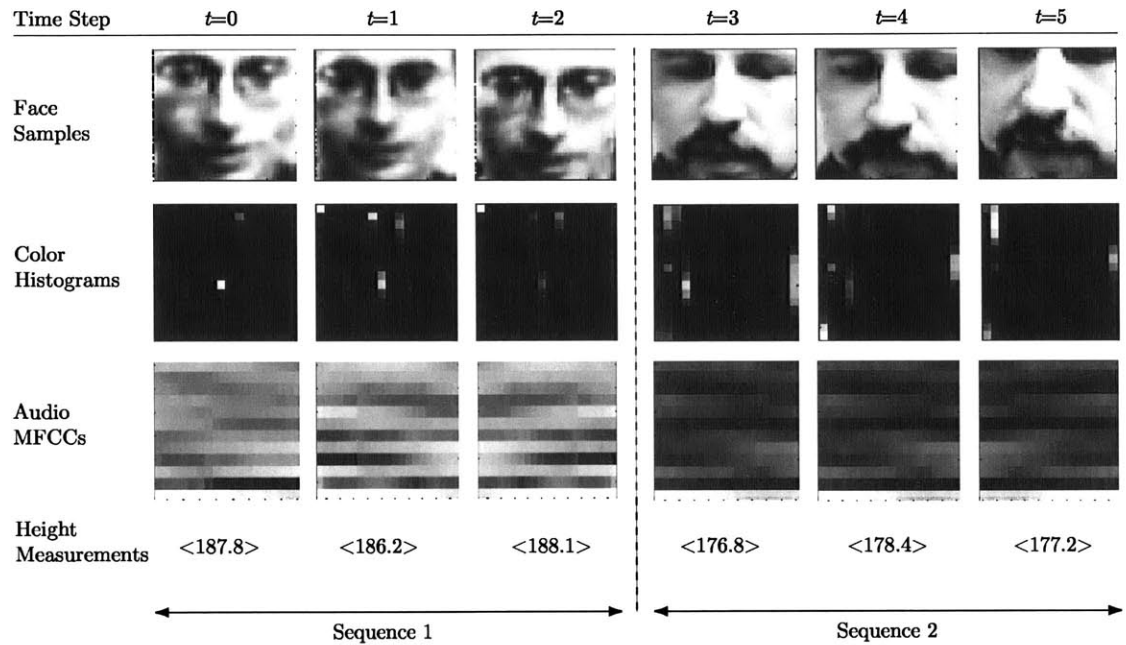 Time Step t=0 t=1 t=2 t=3 t=4 t=5
Face
Samples
Color
Histograms
Audio
MFCCs
Height
Measurements
<187.8> <186.2> <188.1> <176.8> <178.4> <177.2>
Sequence 1 Sequence 2